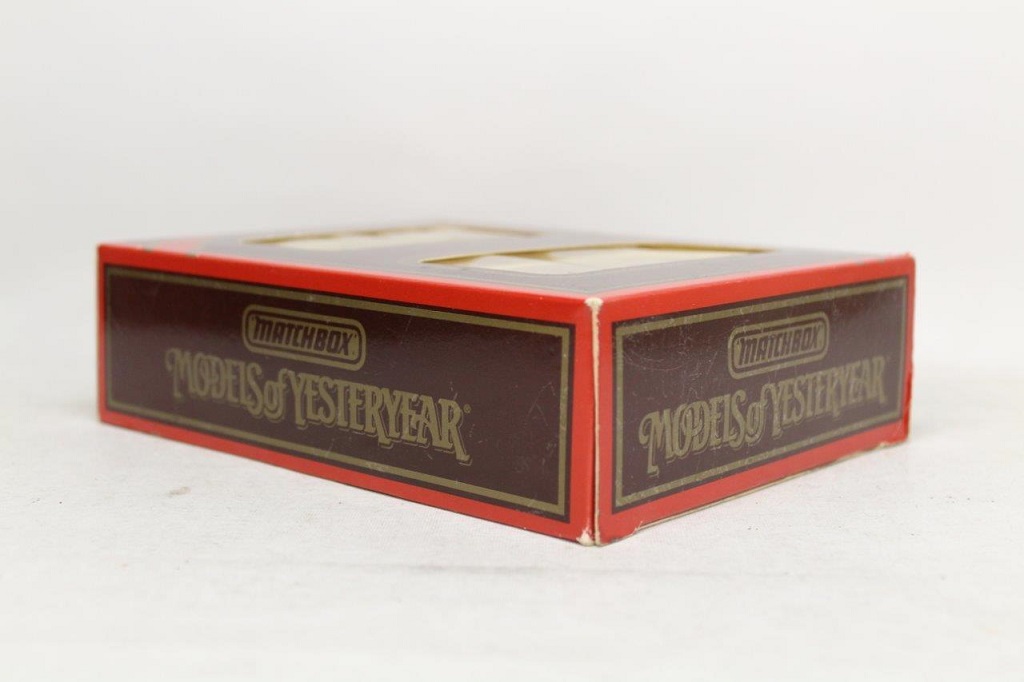 MATCHBOX
MODELS of YESTERYEAR®
MATCHBOX
MODELS of YESTERYEAR®